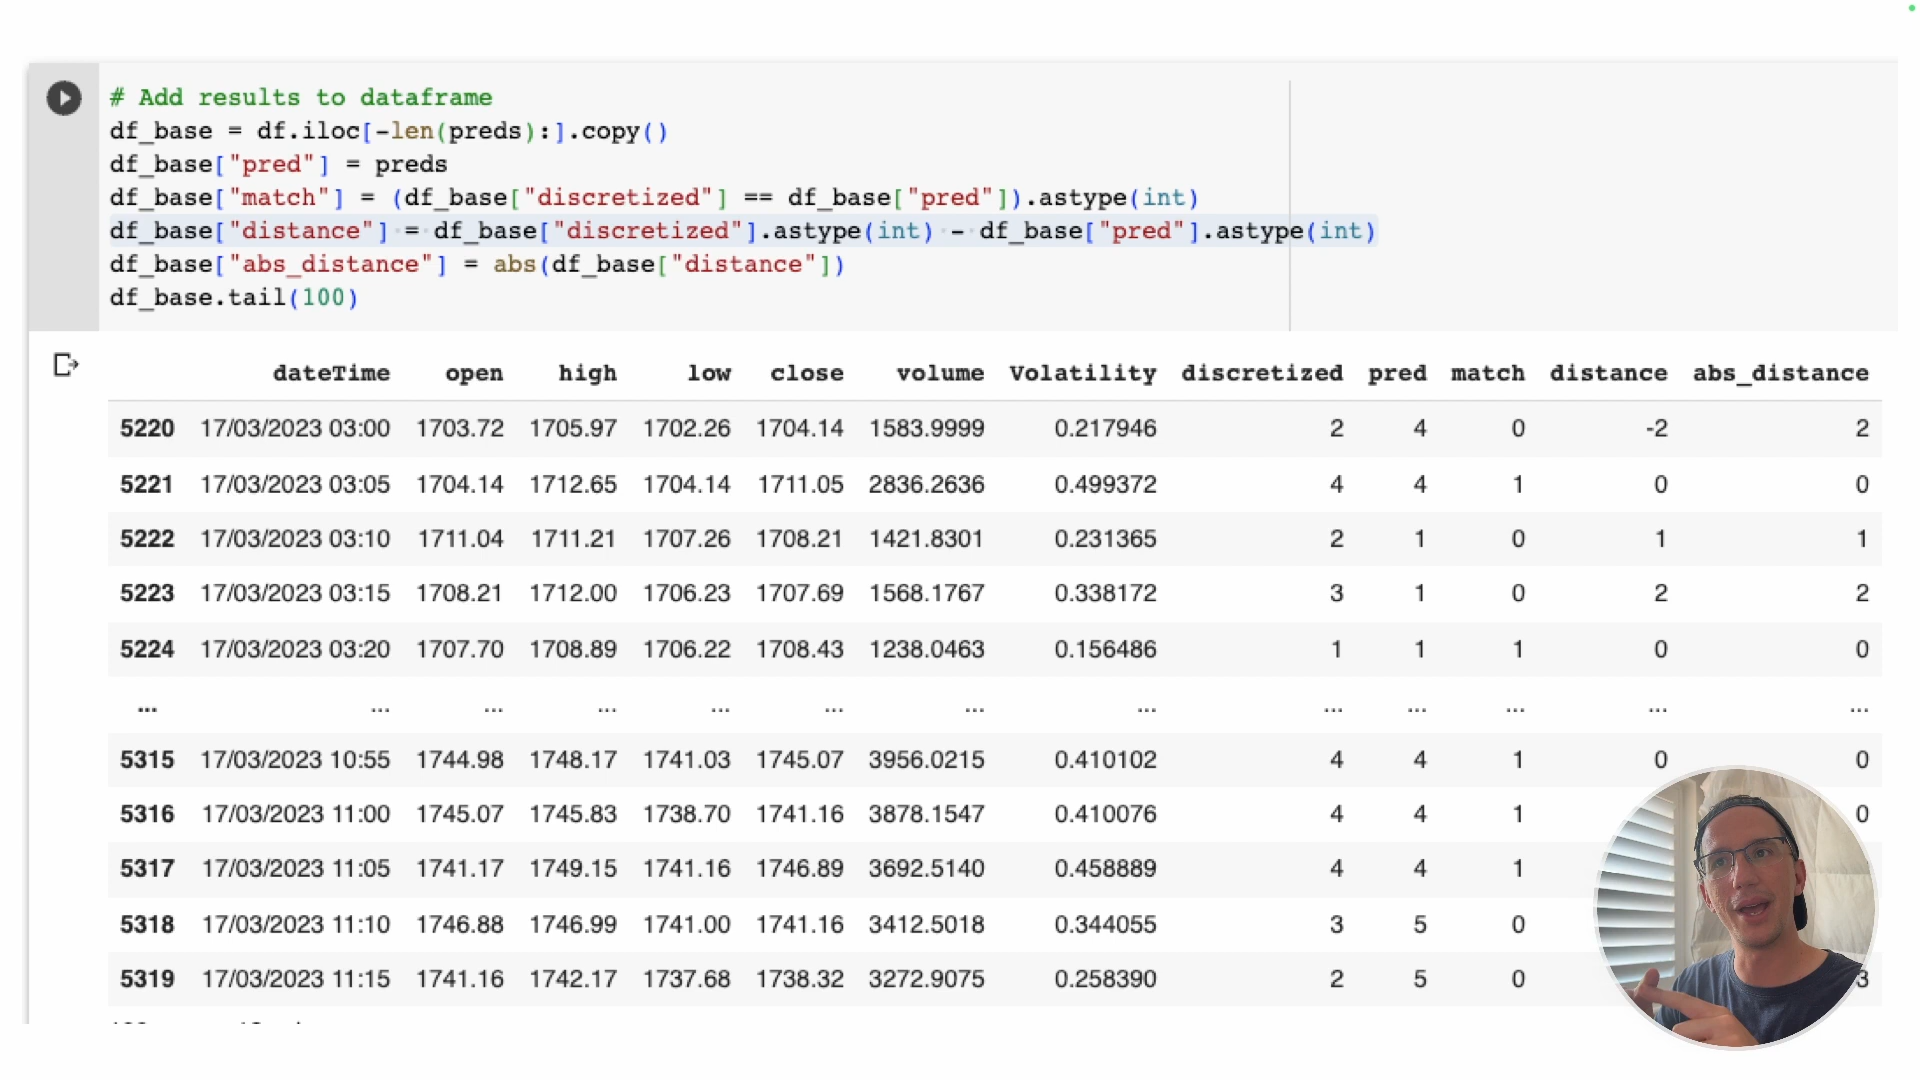 # Add results to dataframe
df_base = df.iloc[-len(preds):].copy()
df_base["pred"] = preds
df_base["match"] = (df_base["discretized"] == df_base["pred"]).astype(int)
df_base["distance"] = df_base["discretized"].astype(int) - df_base["pred"].astype(int)
df_base["abs_distance"] = abs(df_base["distance"])
df_base.tail(100)
dateTime open high low close volume Volatility discretized pred match distance abs_distance
5220 17/03/2023 03:00 1703.72 1705.97 1702.26 1704.14 1583.9999 0.217946 2 4 0 -2 2
5221 17/03/2023 03:05 1704.14 1712.65 1704.14 1711.05 2836.2636 0.499372 4 4 1 0 0
5222 17/03/2023 03:10 1711.04 1711.21 1707.26 1708.21 1421.8301 0.231365 2 1 0 1 1
5223 17/03/2023 03:15 1708.21 1712.00 1706.23 1707.69 1568.1767 0.338172 3 1 0 2 2
5224 17/03/2023 03:20 1707.70 1708.89 1706.22 1708.43 1238.0463 0.156486 1 1 1 0 0
... ... ... ... ... ... ... ... ... ... ... ... ...
5315 17/03/2023 10:55 1744.98 1748.17 1741.03 1745.07 3956.0215 0.410102 4 4 1 0 0
5316 17/03/2023 11:00 1745.07 1745.83 1738.70 1741.16 3878.1547 0.410076 4 4 1 0
5317 17/03/2023 11:05 1741.17 1749.15 1741.16 1746.89 3692.5140 0.458889 4 4 1
5318 17/03/2023 11:10 1746.88 1746.99 1741.00 1741.16 3412.5018 0.344055 3 5 0
5319 17/03/2023 11:15 1741.16 1742.17 1737.68 1738.32 3272.9075 0.258390 2 5 0 3